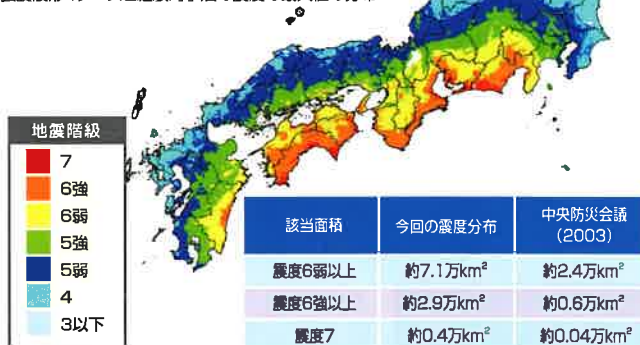 地震階級
7
6強
6弱
5強
5弱
4
3以下
該当面積 今回の震度分布 中央防災会議
(2003)
震度6弱以上 約7.1万km² 約2.4万km²
震度6強以上 約2.9万km² 約0.6万km²
震度7 約0.4万km² 約0.04万km²